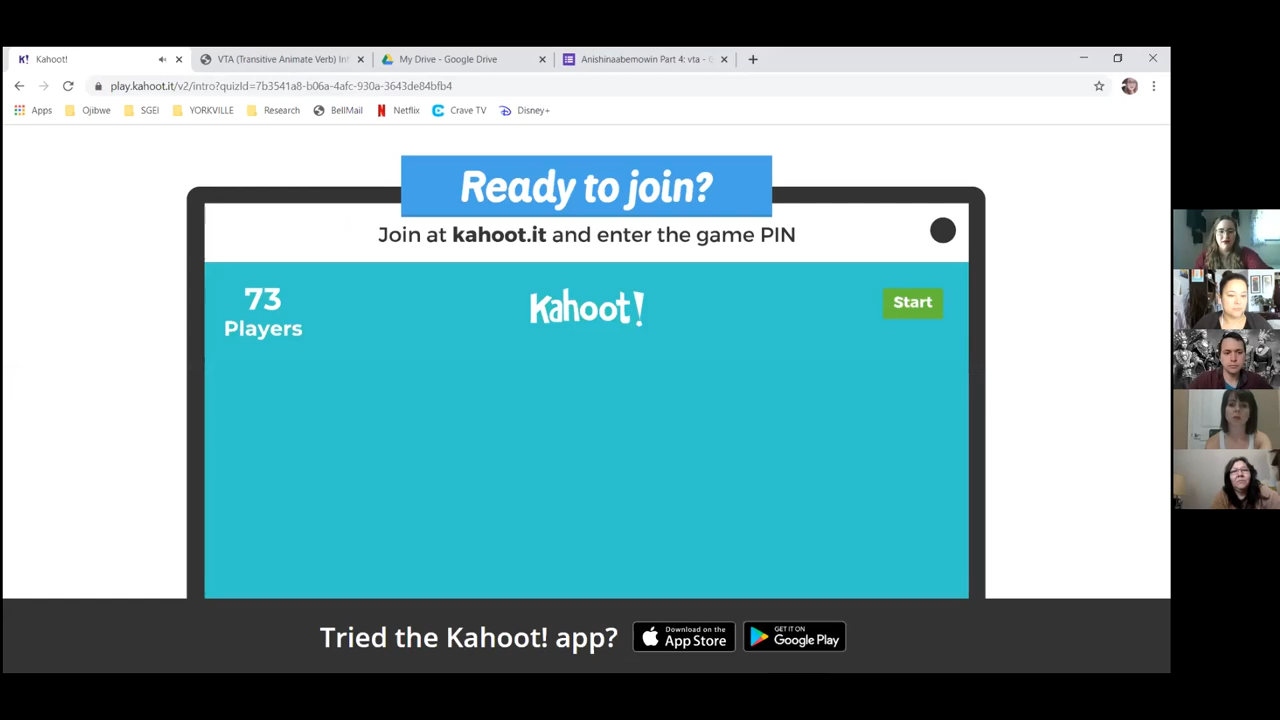 Kahoot!
VTA (Transitive Animate Verb) In
My Drive - Google Drive
Anishinaabemowin Part 4: vta - G
play.kahoot.it/v2/intro?quizId=7b3541a8-b06a-4afc-930a-3643de84bfb4
Apps
Ojibwe
SGEI
YORKVILLE
Research
BellMail
Netflix
Crave TV
Disney+
Ready to join?
Join at kahoot.it and enter the game PIN
73
Players
Kahoot!
Start
Tried the Kahoot! app?
Download on the
App Store
GET IT ON
Google Play